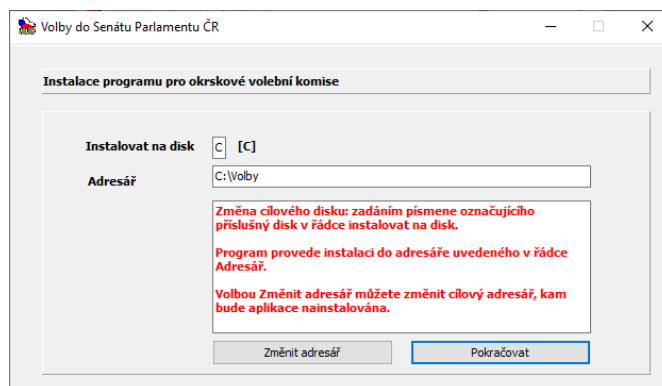 Volby do Senátu Parlamentu ČR
Instalace programu pro okrskové volební komise
Instalovat na disk C [C]
Adresář C:\Volby
Změna cílového disku: zadáním písmene označujícího
příslušný disk v řádce instalovat na disk.
Program provede instalaci do adresáře uvedeného v řádce
Adresář.
Volbou Změnit adresář můžete změnit cílový adresář, kam
bude aplikace nainstalována.
Změnit adresář Pokračovat